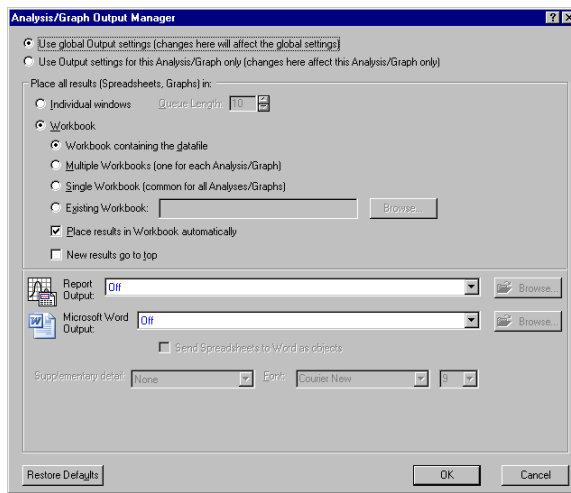 Analysis/Graph Output Manager
Use global Output settings (changes here will affect the global settings)
Use Output settings for this Analysis/Graph only (changes here affect this Analysis/Graph only)
Place all results (Spreadsheets, Graphs) in:
Individual windows Queue Length: 10
Workbook
Workbook containing the datafile
Multiple Workbooks (one for each Analysis/Graph)
Single Workbook (common for all Analyses/Graphs)
Existing Workbook: Browse...
Place results in Workbook automatically
New results go to top
Report Output: Off Browse...
Microsoft Word Output: Off Browse...
Send Spreadsheets to Word as objects
Supplementary detail: None Font: Courier New 9
Restore Defaults OK Cancel